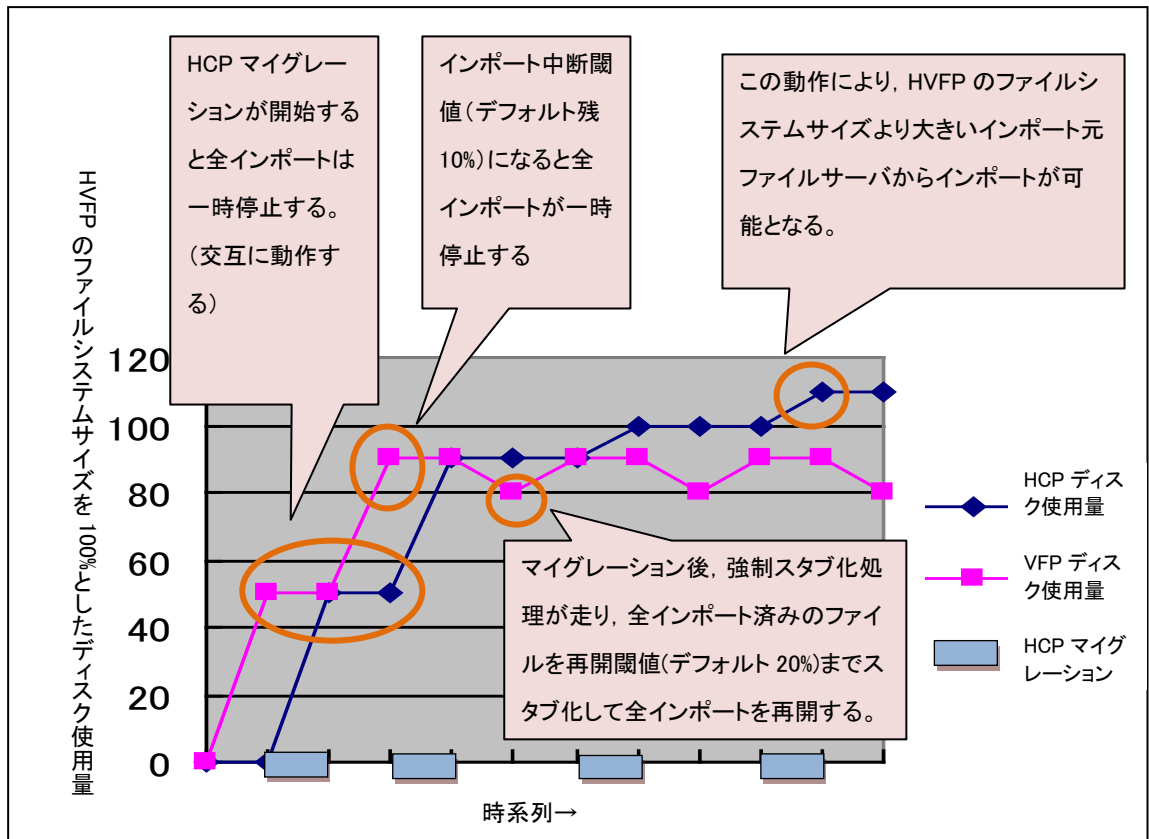 HCP マイグレー
ションが開始する
と全インポートは
一時停止する。
(交互に動作す
る)
インポート中断閾
値(デフォルト残
10%)になると全
インポートが一時
停止する
この動作により, HVFP のファイルシ
ステムサイズより大きいインポート元
ファイルサーバからインポートが可
能となる。
HVFP のファイルシステムサイズを 100%としたディスク使用量
120
100
80
60
40
20
0
マイグレーション後, 強制スタブ化処
理が走り, 全インポート済みのファイ
ルを再開閾値(デフォルト 20%)までス
タブ化して全インポートを再開する。
HCP ディス
ク使用量
VFP ディス
ク使用量
HCP マイグ
レーション
時系列→